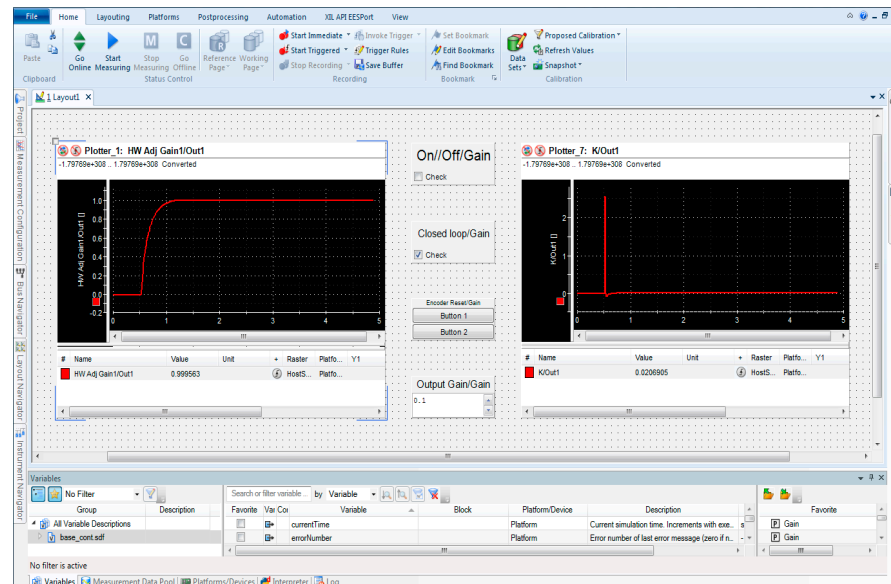 File Home Layouting Platforms Postprocessing Automation XIL API EESPort View
Start Immediate Invoke Trigger Set Bookmark Proposed Calibration
Start Triggered Trigger Rules Edit Bookmarks Refresh Values
Stop Recording Save Buffer Find Bookmark Snapshot
Paste Go Online Start Measuring Stop Measuring Go Offline Reference Page Working Page Data Sets
Clipboard Status Control Recording Bookmark Calibration
1 Layout1
Project
Measurement Configuration
Bus Navigator
Layout Navigator
Instrument Navigator
Plotter_1: HW Adj Gain1/Out1
-1.79769e+308 .. 1.79769e+308 Converted
HW Adj Gain1/Out1 []
1.0
0.8
0.6
0.4
0.2
0.0
-0.2
0 1 2 3 4 5
# Name Value Unit + Raster Platfo... Y1
HW Adj Gain1/Out1 0.999563 HostS... Platfo...
On//Off/Gain
Check
Closed loop/Gain
Check
Encoder Reset/Gain
Button 1
Button 2
Output Gain/Gain
0.1
Plotter_7: K/Out1
-1.79769e+308 .. 1.79769e+308 Converted
K/Out1 []
2
1
0
0 1 2 3 4 5
# Name Value Unit + Raster Platfo... Y1
K/Out1 0.0206905 HostS... Platfo...
Variables
No Filter Search or filter variable ... by Variable
Group Description Favorite Var Con Variable Block Platform/Device Description Favorite
All Variable Descriptions currentTime Platform Current simulation time. Increments with exe... s P Gain
base_cont.sdf errorNumber Platform Error number of last error message (zero if n... - P Gain
No filter is active
Variables Measurement Data Pool Platforms/Devices Interpreter Log